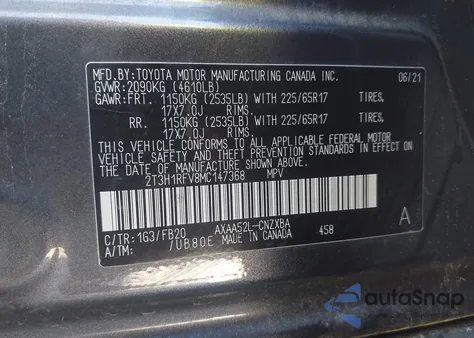 MFD.BY:TOYOTA MOTOR MANUFACTURING CANADA INC. 06/21
GVWR:2090KG (4610LB)
GAWR:FRT. 1150KG (2535LB) WITH 225/65R17 TIRES,
17X7.0J RIMS.
RR. 1150KG (2535LB) WITH 225/65R17 TIRES,
17X7.0J RIMS.
THIS VEHICLE CONFORMS TO ALL APPLICABLE FEDERAL MOTOR
VEHICLE SAFETY AND THEFT PREVENTION STANDARDS IN EFFECT
ON THE DATE OF MANUFACTURE SHOWN ABOVE.
2T3H1RFV8MC147368 MPV
C/TR:1G3/FB20 AXAA52L-CNZXBA A
A/TM: /UB80E MADE IN CANADA 458
autoSnap